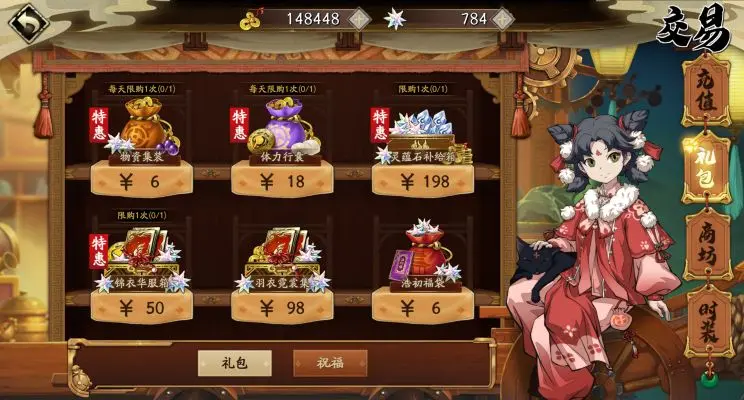 148448
784
交易
每天限购1次(0/1)
每天限购1次(0/1)
限购1次(0/1)
特惠
特惠
特惠
物资集装
体力行囊
灵蕴石补给箱
¥ 6
¥ 18
¥ 198
限购1次(0/1)
特惠
锦衣华服箱
羽衣霓裳集
浩初福袋
¥ 50
¥ 98
¥ 6
礼包
祝福
充值
礼包
商坊
时装